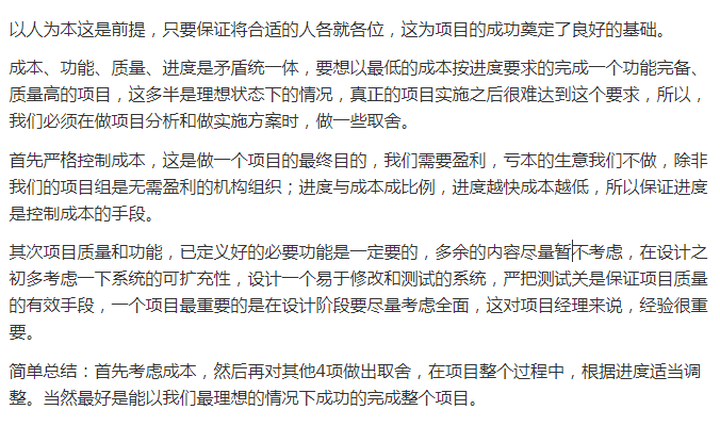 以人为本这是前提，只要保证将合适的人各就各位，这为项目的成功奠定了良好的基础。
成本、功能、质量、进度是矛盾统一体，要想以最低的成本按进度要求的完成一个功能完备、
质量高的项目，这多半是理想状态下的情况，真正的项目实施之后很难达到这个要求，所以，
我们必须在做项目分析和做实施方案时，做一些取舍。
首先严格控制成本，这是做一个项目的最终目的，我们需要盈利，亏本的生意我们不做，除非
我们的项目组是无需盈利的机构组织；进度与成本成比例，进度越快成本越低，所以保证进度
是控制成本的手段。
其次项目质量和功能，已定义好的必要功能是一定要的，多余的内容尽量暂不考虑，在设计之
初多考虑一下系统的可扩充性，设计一个易于修改和测试的系统，严把测试关是保证项目质量
的有效手段，一个项目最重要的是在设计阶段要尽量考虑全面，这对项目经理来说，经验很重
要。
简单总结：首先考虑成本，然后再对其他4项做出取舍，在项目整个过程中，根据进度适当调
整。当然最好是能以我们最理想的情况下成功的完成整个项目。